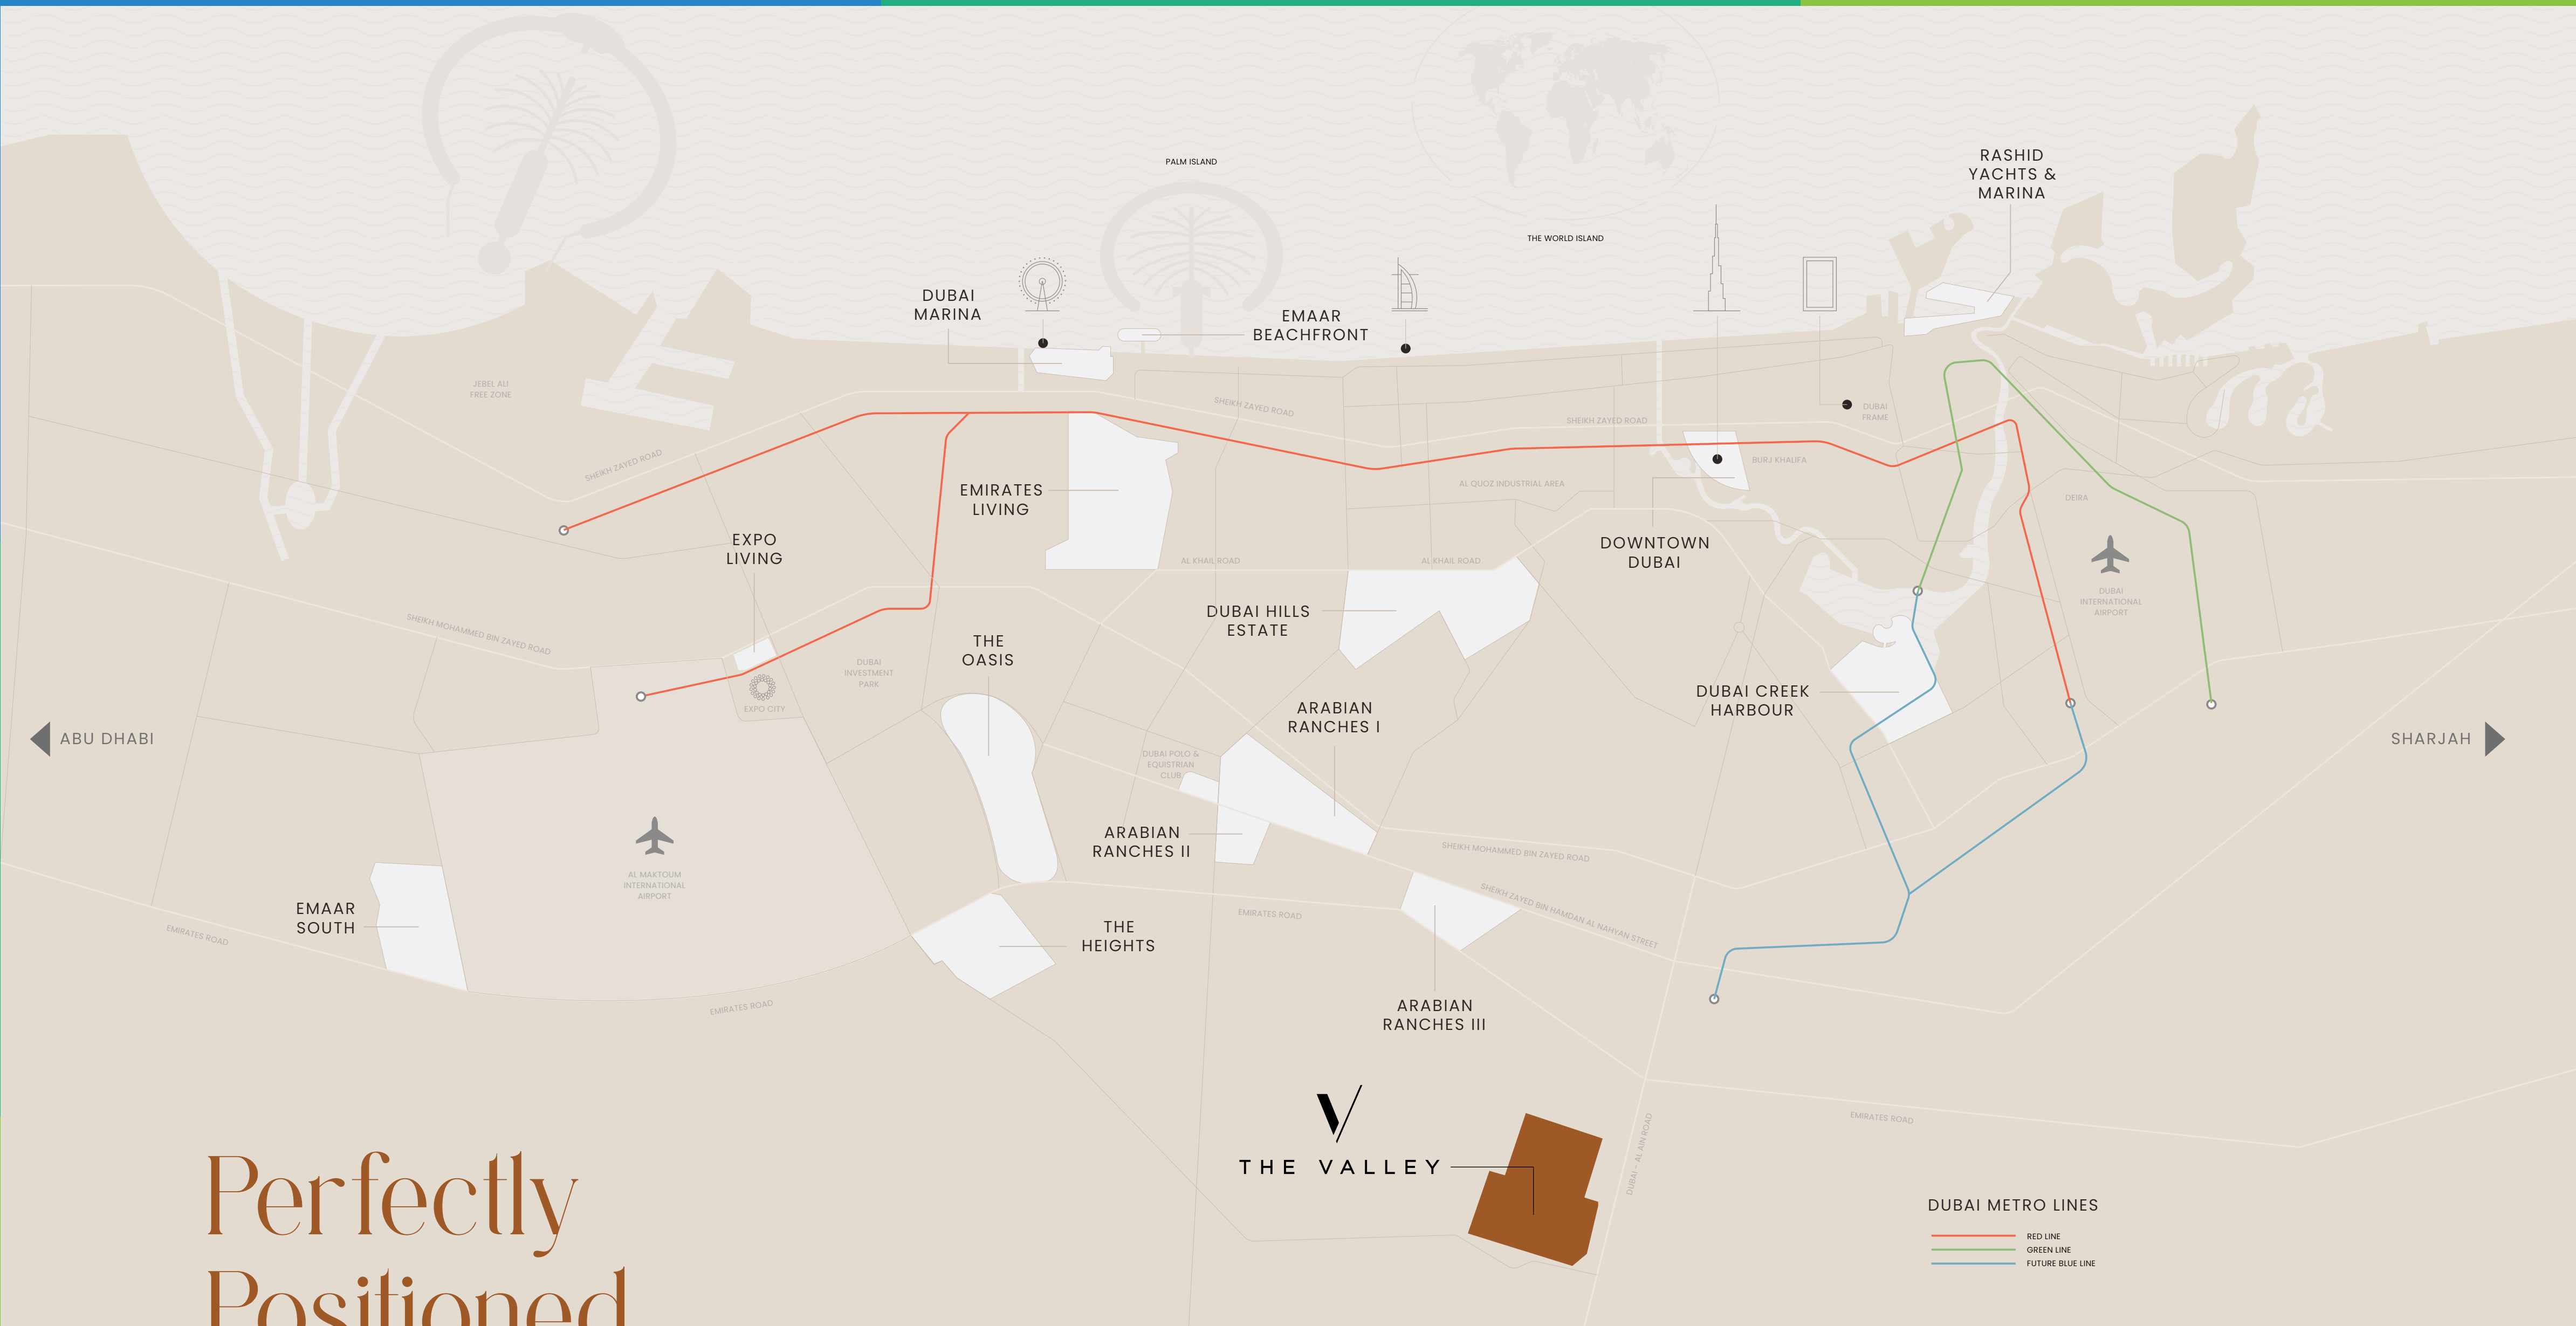 PALM ISLAND
THE WORLD ISLAND
RASHID
YACHTS &
MARINA
DUBAI
MARINA
EMAAR
BEACHFRONT
JEBEL ALI
FREE ZONE
SHEIKH ZAYED ROAD
SHEIKH ZAYED ROAD
SHEIKH ZAYED ROAD
DUBAI
FRAME
BURJ KHALIFA
AL QUOZ INDUSTRIAL AREA
DEIRA
EMIRATES
LIVING
EXPO
LIVING
DOWNTOWN
DUBAI
AL KHAIL ROAD
AL KHAIL ROAD
DUBAI
INTERNATIONAL
AIRPORT
SHEIKH MOHAMMED BIN ZAYED ROAD
DUBAI HILLS
ESTATE
THE
OASIS
DUBAI
INVESTMENT
PARK
EXPO CITY
DUBAI CREEK
HARBOUR
ARABIAN
RANCHES I
ABU DHABI
SHARJAH
DUBAI POLO &
EQUISTRIAN
CLUB
ARABIAN
RANCHES II
SHEIKH MOHAMMED BIN ZAYED ROAD
AL MAKTOUM
INTERNATIONAL
AIRPORT
SHEIKH ZAYED BIN HAMDAN AL NAHYAN STREET
EMAAR
SOUTH
EMIRATES ROAD
EMIRATES ROAD
THE
HEIGHTS
EMIRATES ROAD
ARABIAN
RANCHES III
EMIRATES ROAD
DUBAI - AL AIN ROAD
THE VALLEY
Perfectly
Positioned
DUBAI METRO LINES
RED LINE
GREEN LINE
FUTURE BLUE LINE